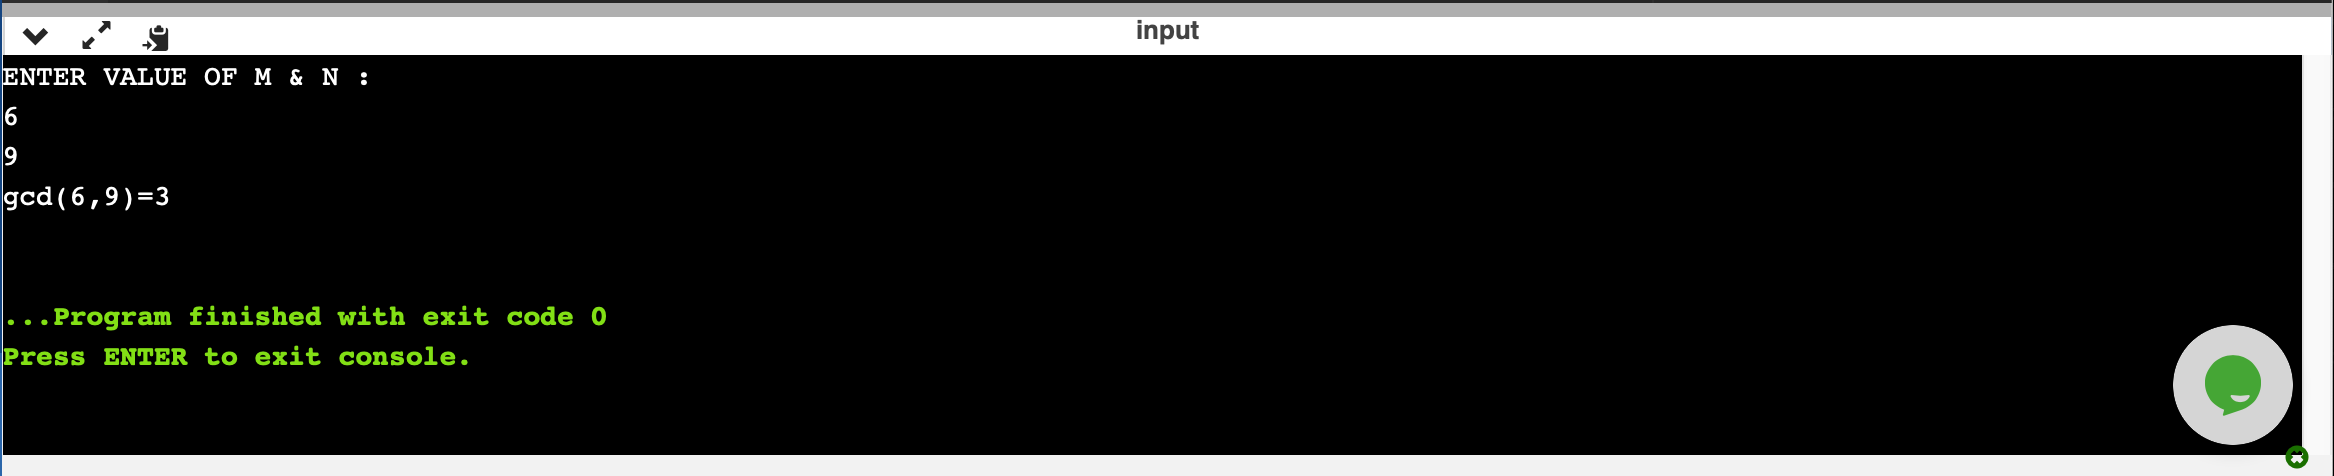 input
ENTER VALUE OF M & N :
6
9
gcd(6,9)=3
...Program finished with exit code 0
Press ENTER to exit console.